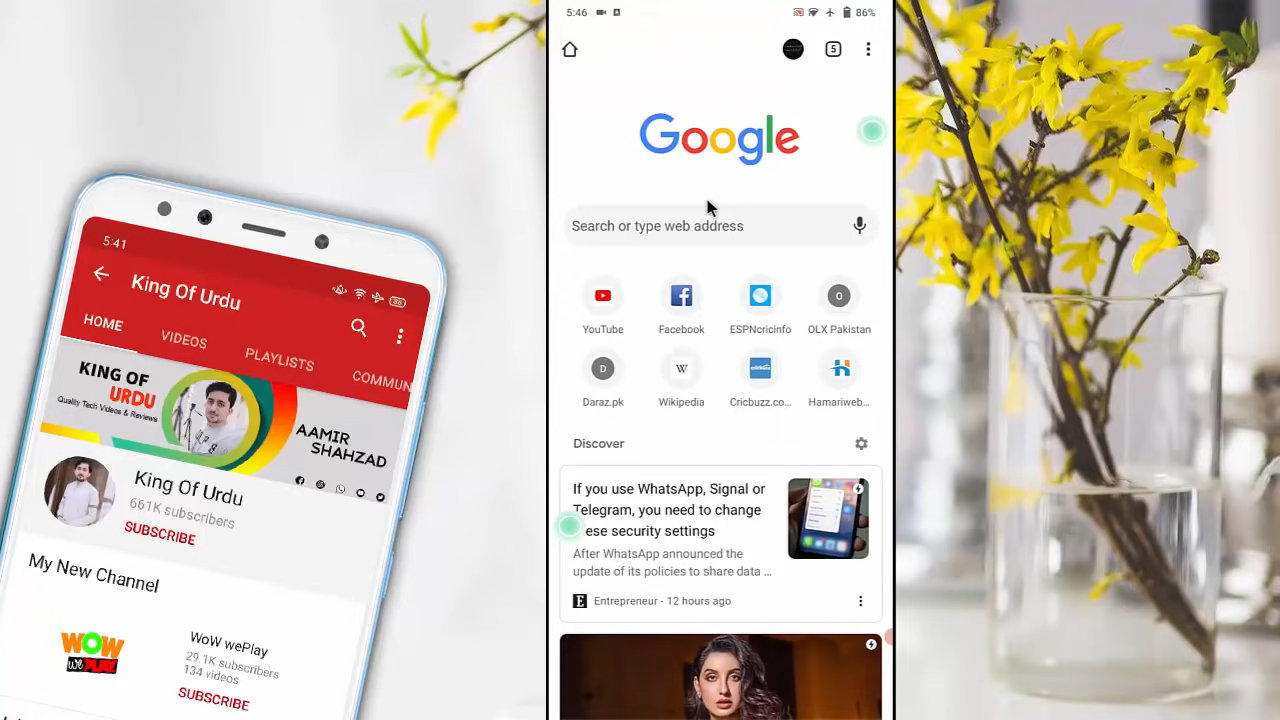 5:41
King Of Urdu
HOME
VIDEOS
PLAYLISTS
COMMUN
KING OF
URDU
Quality Tech Videos & Reviews
AAMIR
SHAHZAD
King Of Urdu
661K subscribers
SUBSCRIBE
My New Channel
WOW
wePLAY
WoW wePlay
29.1K subscribers
134 videos
SUBSCRIBE
5:46
86%
5
Google
Search or type web address
YouTube
Facebook
ESPNcricinfo
O
OLX Pakistan
D
Daraz.pk
W
Wikipedia
cricbuzz
Cricbuzz.co...
Hamariweb...
Discover
If you use WhatsApp, Signal or
Telegram, you need to change
ese security settings
After WhatsApp announced the
update of its policies to share data ...
E
Entrepreneur - 12 hours ago